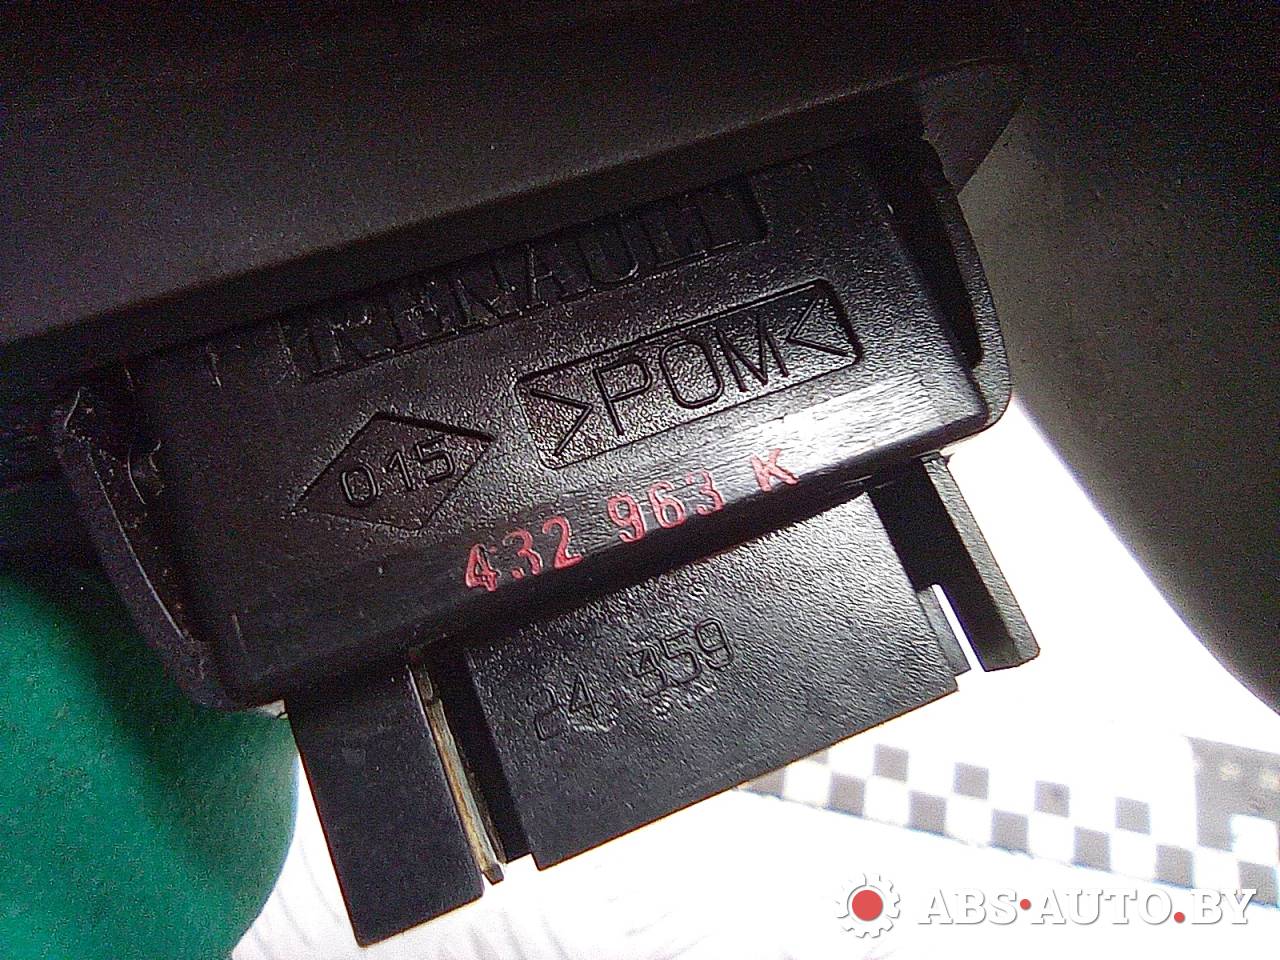 RENAULT
>POM<
015
432 963 K
24 359
ABS·AUTO.BY